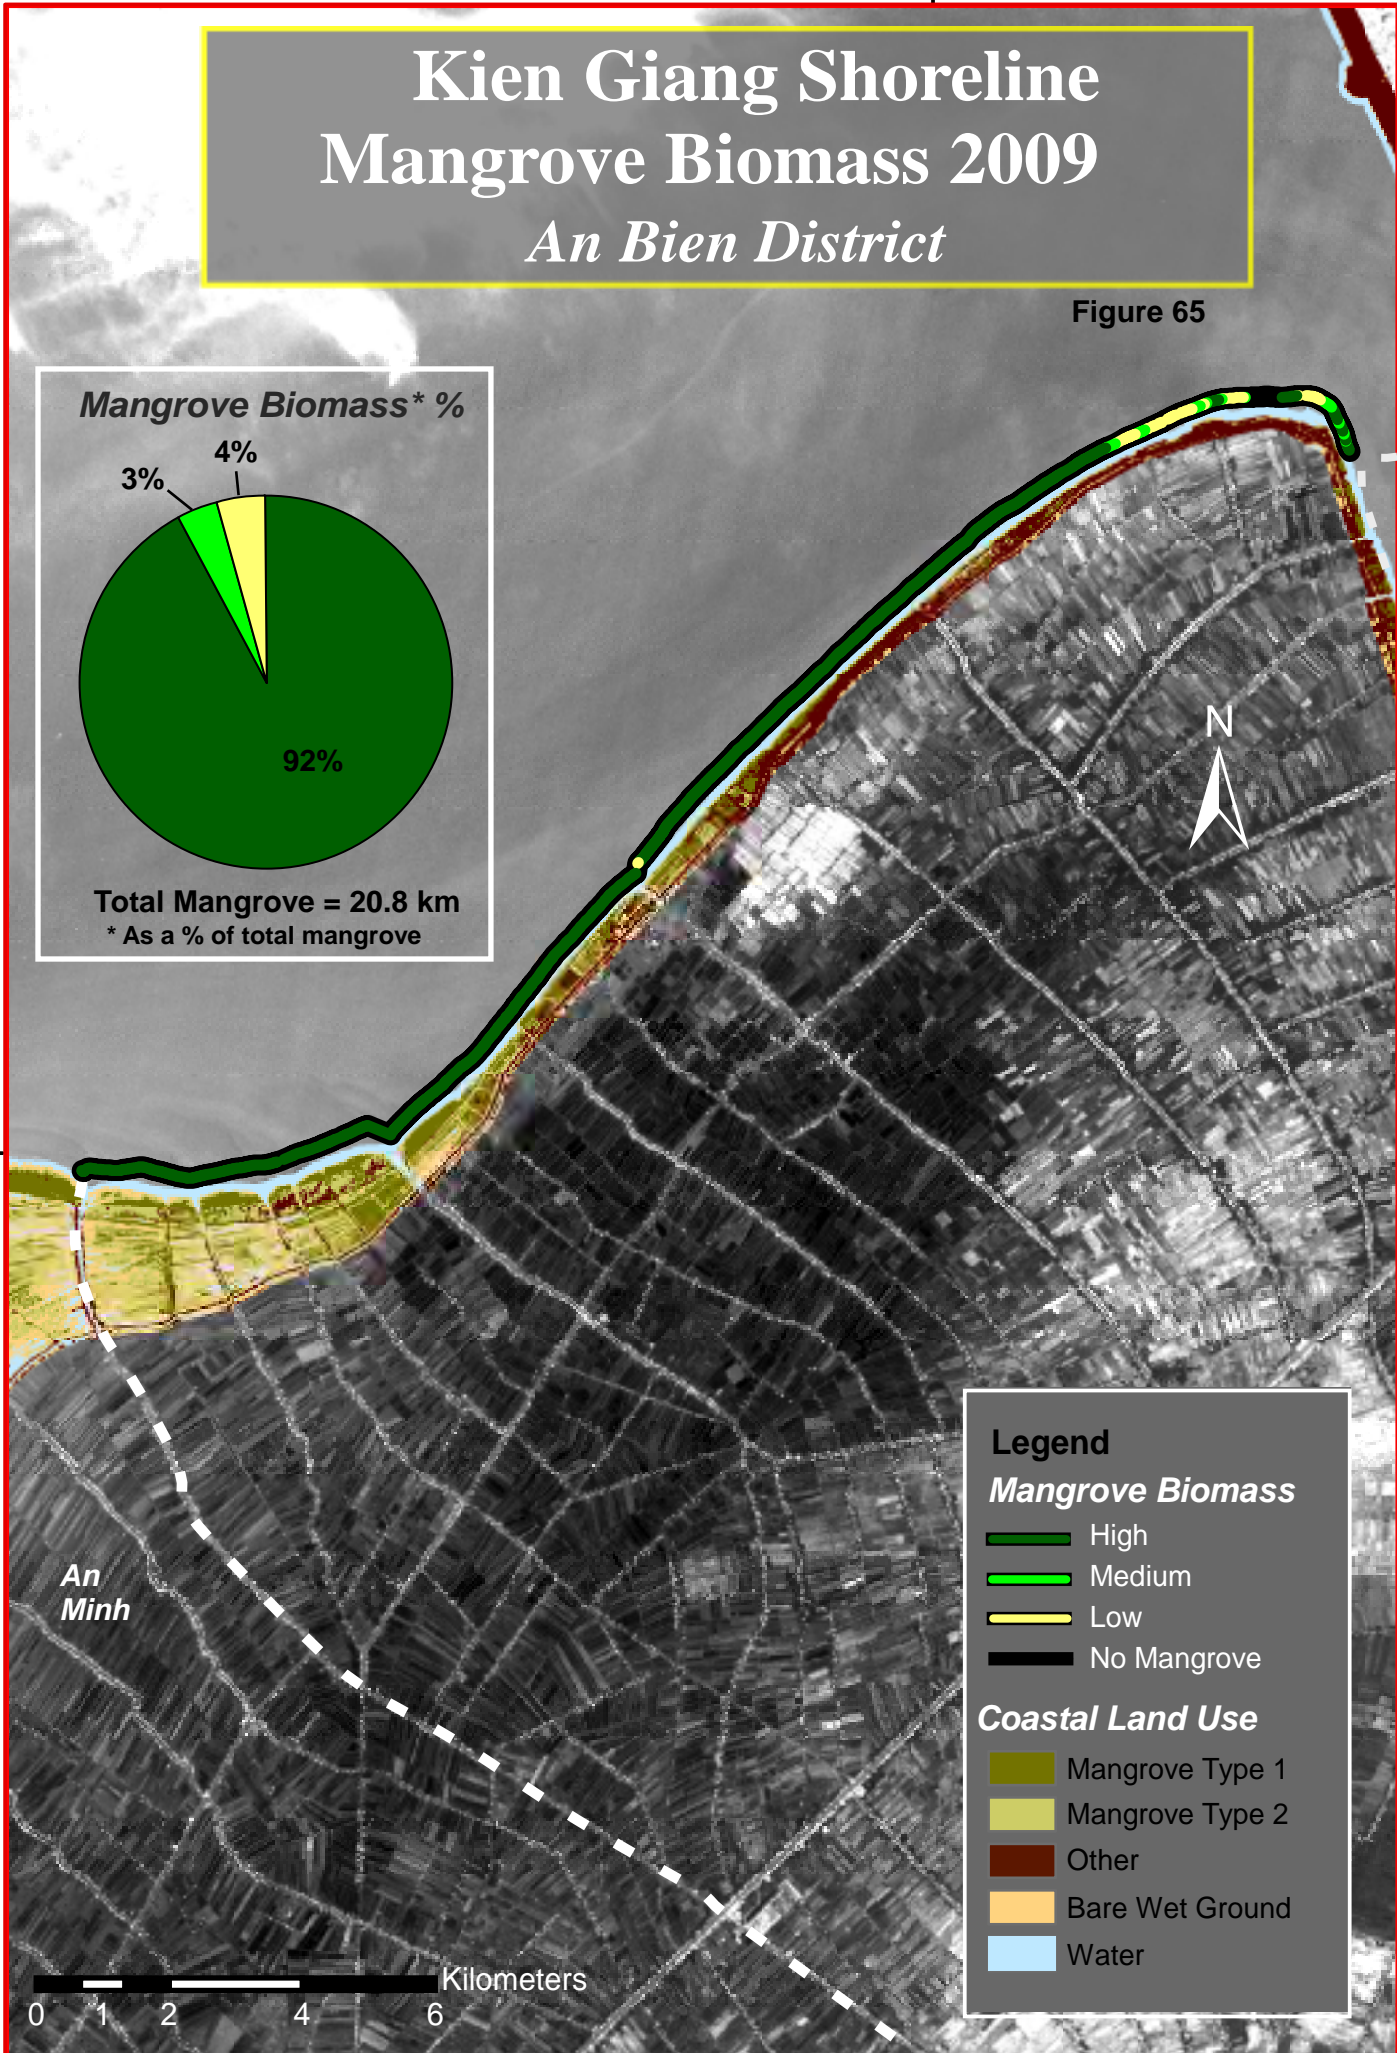 Kien Giang Shoreline
Mangrove Biomass 2009
An Bien District
Figure 65
Mangrove Biomass* %
4%
3%
92%
Total Mangrove = 20.8 km
* As a % of total mangrove
N
An
Minh
Legend
Mangrove Biomass
High
Medium
Low
No Mangrove
Coastal Land Use
Mangrove Type 1
Mangrove Type 2
Other
Bare Wet Ground
Water
Kilometers
0 1 2 4 6